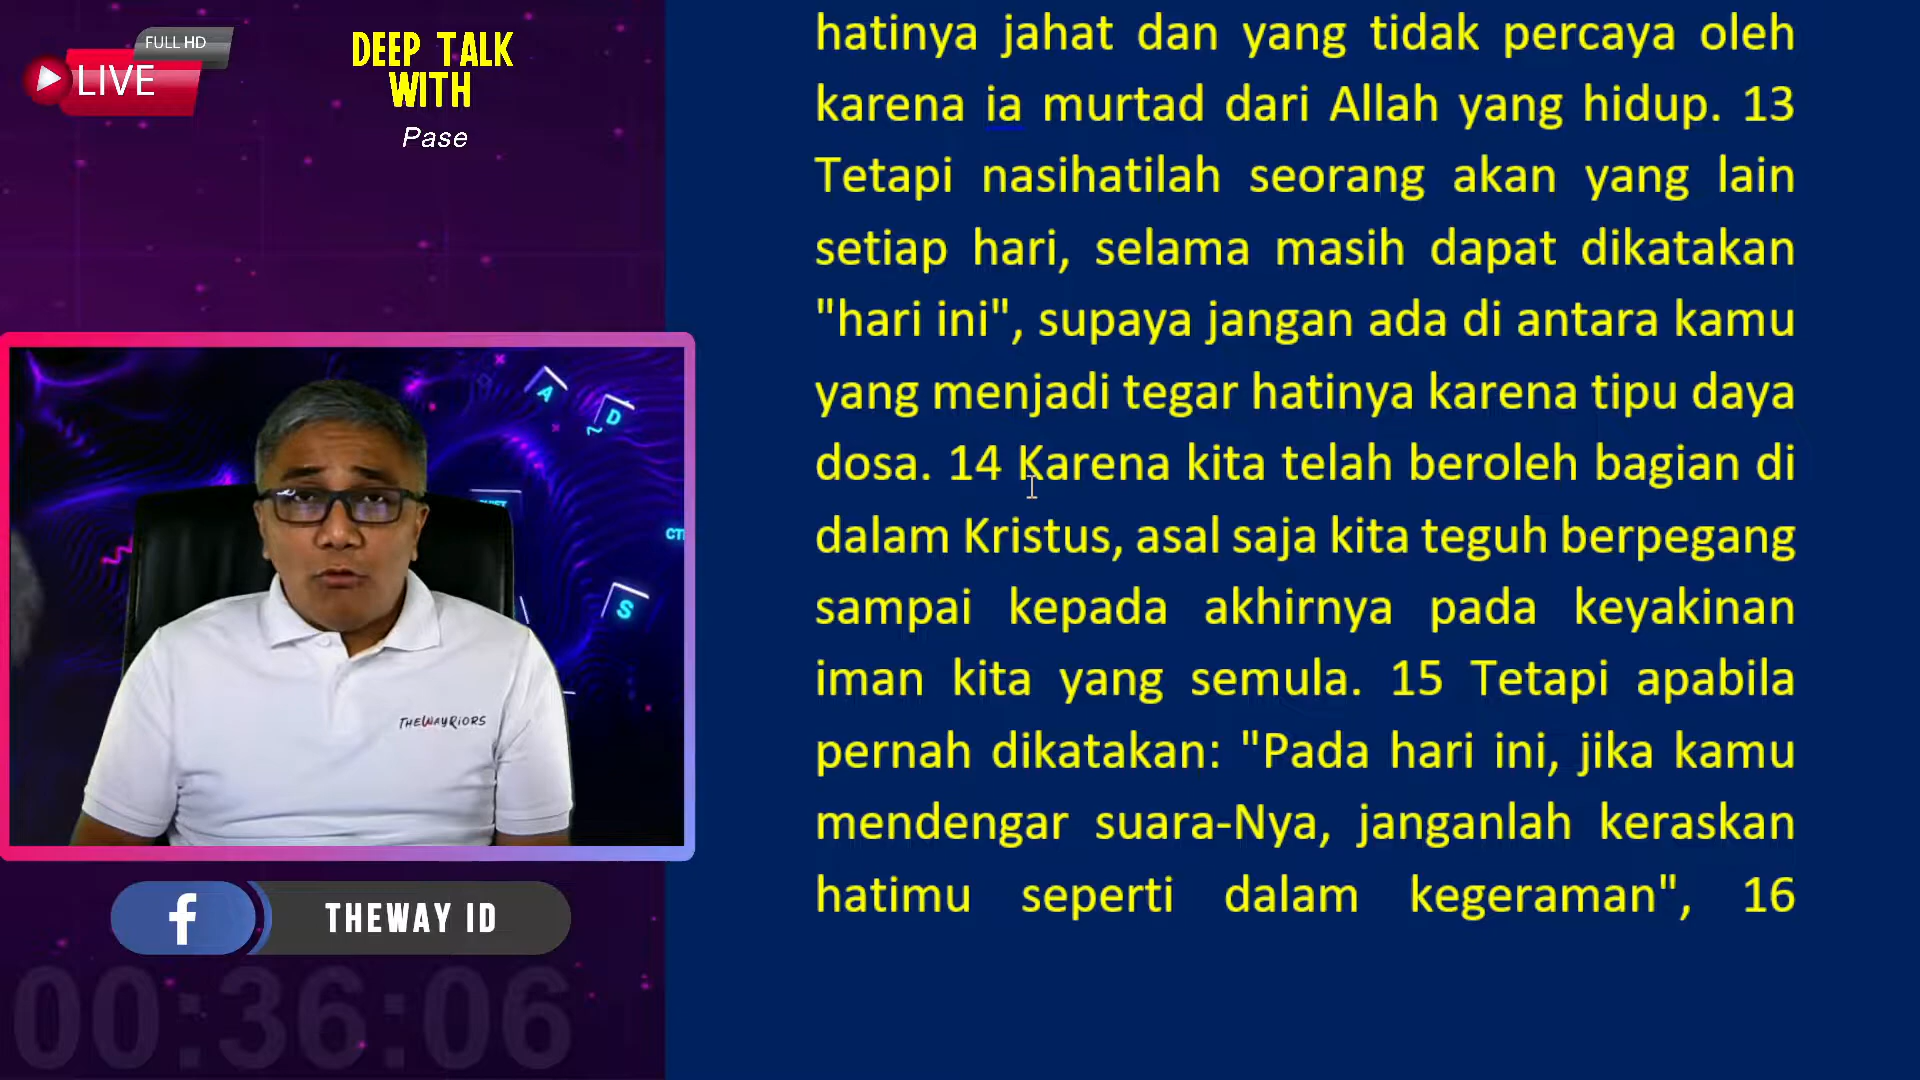 FULL HD
LIVE
DEEP TALK
WITH
Pase
hatinya jahat dan yang tidak percaya oleh
karena ia murtad dari Allah yang hidup. 13
Tetapi nasihatilah seorang akan yang lain
setiap hari, selama masih dapat dikatakan
"hari ini", supaya jangan ada di antara kamu
yang menjadi tegar hatinya karena tipu daya
dosa. 14 Karena kita telah beroleh bagian di
dalam Kristus, asal saja kita teguh berpegang
sampai kepada akhirnya pada keyakinan
iman kita yang semula. 15 Tetapi apabila
pernah dikatakan: "Pada hari ini, jika kamu
mendengar suara-Nya, janganlah keraskan
hatimu seperti dalam kegeraman", 16
A
D
S
THEWAYRIORS
f
THEWAY ID
00:36:06